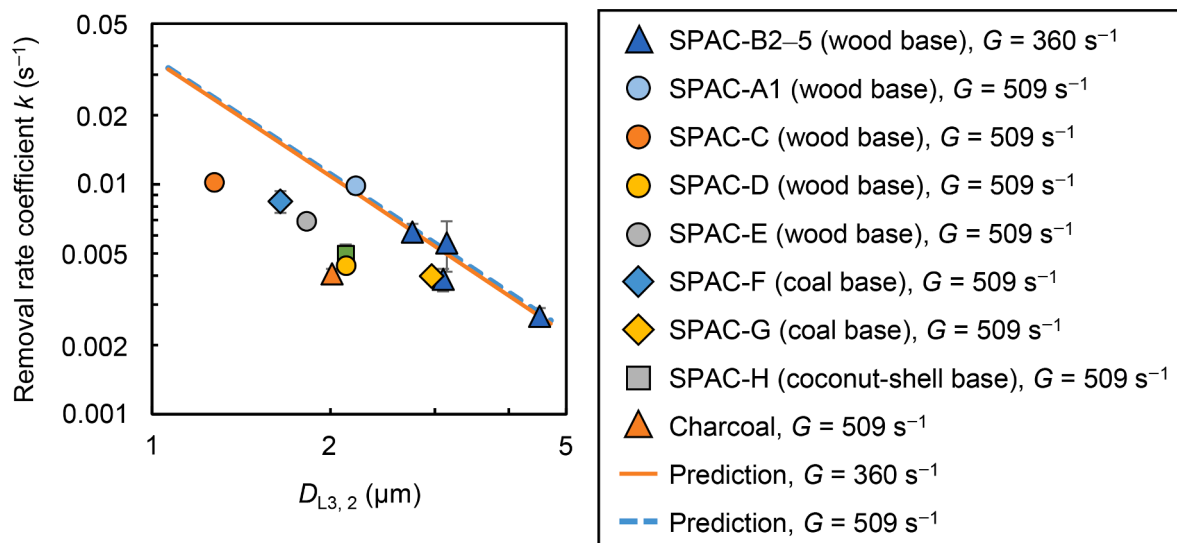 Removal rate coefficient k (s⁻¹)
0.05
0.02
0.01
0.005
0.002
0.001
1
2
5
D_L3, 2 (µm)
SPAC-B2–5 (wood base), G = 360 s⁻¹
SPAC-A1 (wood base), G = 509 s⁻¹
SPAC-C (wood base), G = 509 s⁻¹
SPAC-D (wood base), G = 509 s⁻¹
SPAC-E (wood base), G = 509 s⁻¹
SPAC-F (coal base), G = 509 s⁻¹
SPAC-G (coal base), G = 509 s⁻¹
SPAC-H (coconut-shell base), G = 509 s⁻¹
Charcoal, G = 509 s⁻¹
Prediction, G = 360 s⁻¹
Prediction, G = 509 s⁻¹